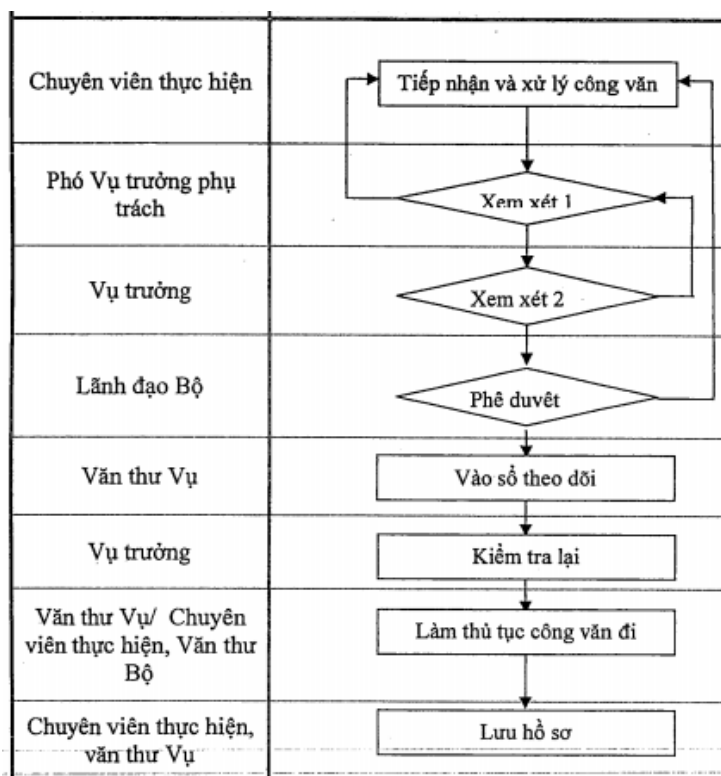 Chuyên viên thực hiện
Tiếp nhận và xử lý công văn
Phó Vụ trưởng phụ
trách
Xem xét 1
Vụ trưởng
Xem xét 2
Lãnh đạo Bộ
Phê duyệt
Văn thư Vụ
Vào sổ theo dõi
Vụ trưởng
Kiểm tra lại
Văn thư Vụ/ Chuyên
viên thực hiện, Văn thư
Bộ
Làm thủ tục công văn đi
Chuyên viên thực hiện,
văn thư Vụ
Lưu hồ sơ